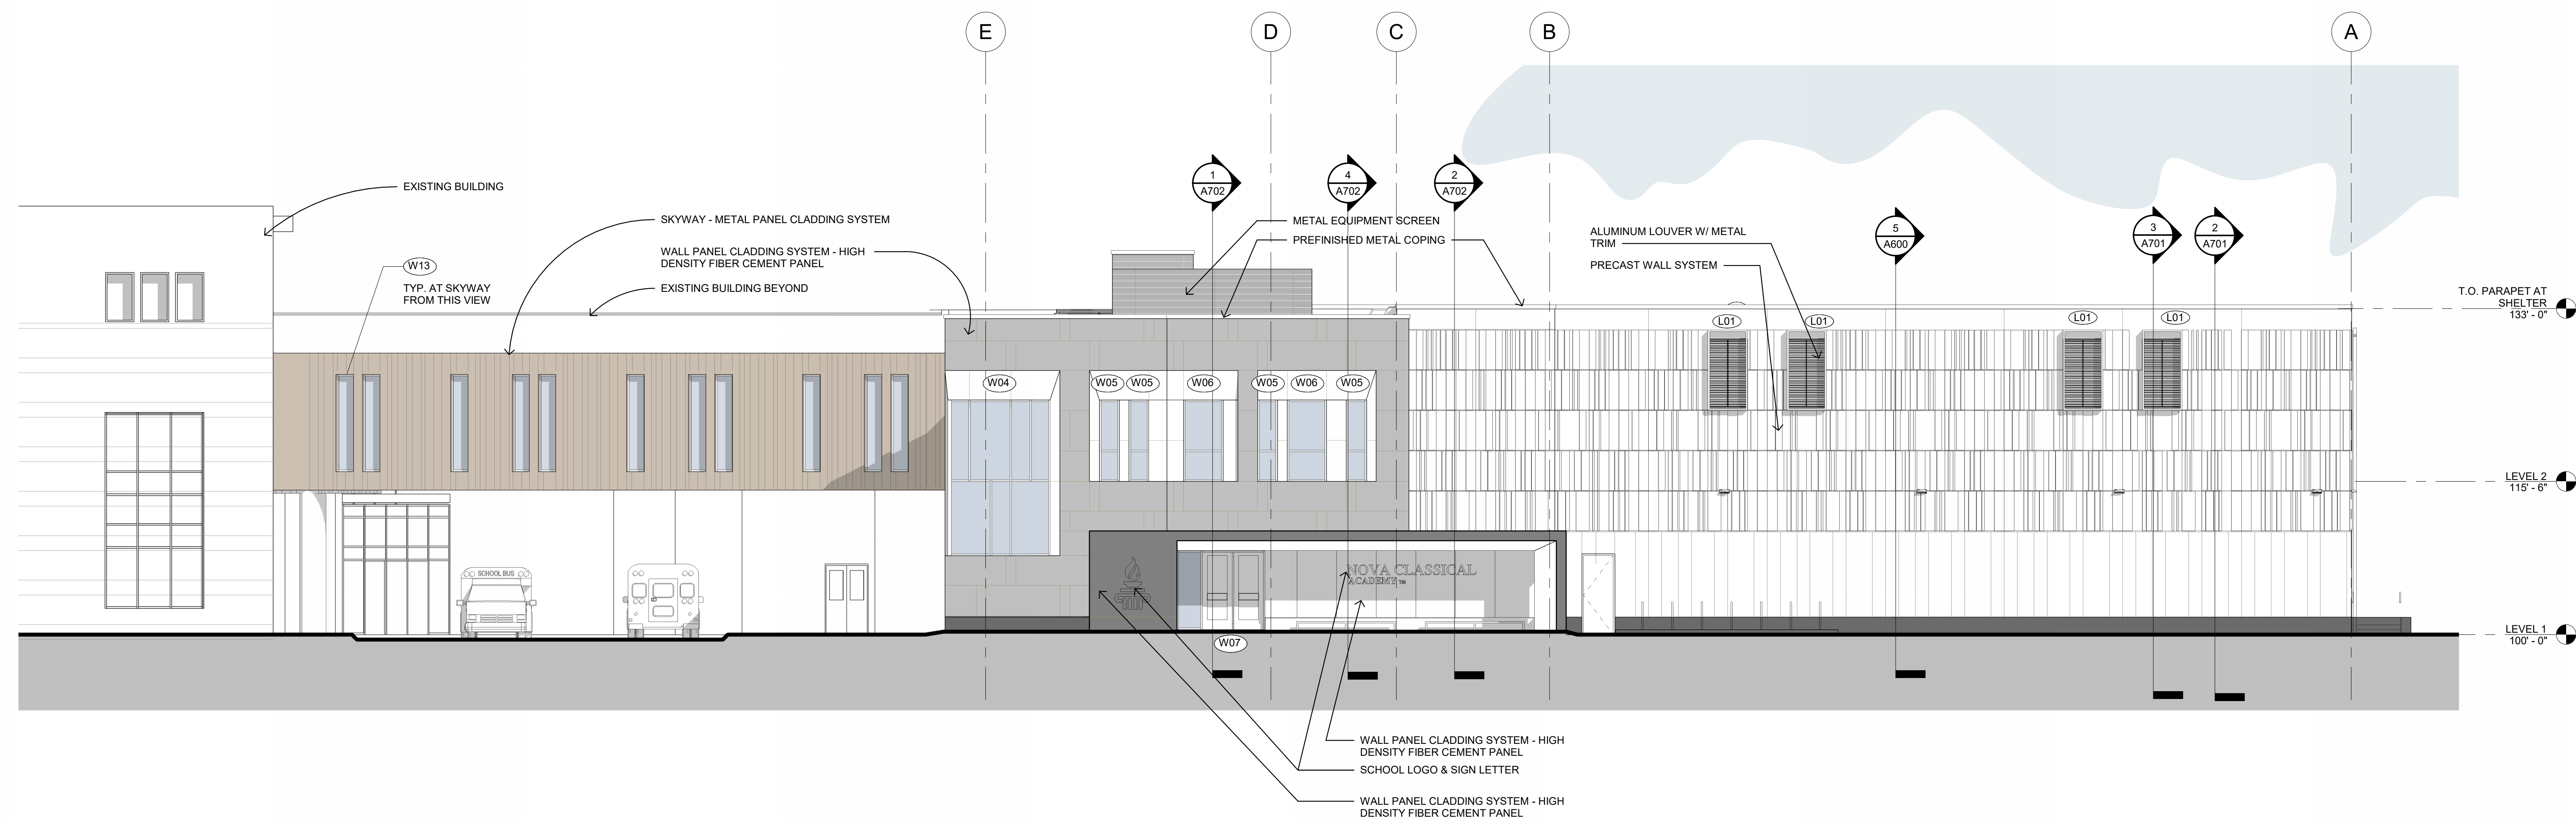 E
D
C
B
A
EXISTING BUILDING
SKYWAY - METAL PANEL CLADDING SYSTEM
WALL PANEL CLADDING SYSTEM - HIGH
DENSITY FIBER CEMENT PANEL
EXISTING BUILDING BEYOND
W13
TYP. AT SKYWAY
FROM THIS VIEW
1
A702
4
A702
2
A702
METAL EQUIPMENT SCREEN
PREFINISHED METAL COPING
ALUMINUM LOUVER W/ METAL
TRIM
PRECAST WALL SYSTEM
5
A600
3
A701
2
A701
T.O. PARAPET AT
SHELTER
133' - 0"
L01
L01
L01
L01
W04
W05
W05
W06
W05
W06
W05
LEVEL 2
115' - 6"
SCHOOL BUS
NOVA CLASSICAL
ACADEMY™
W07
LEVEL 1
100' - 0"
WALL PANEL CLADDING SYSTEM - HIGH
DENSITY FIBER CEMENT PANEL
SCHOOL LOGO & SIGN LETTER
WALL PANEL CLADDING SYSTEM - HIGH
DENSITY FIBER CEMENT PANEL